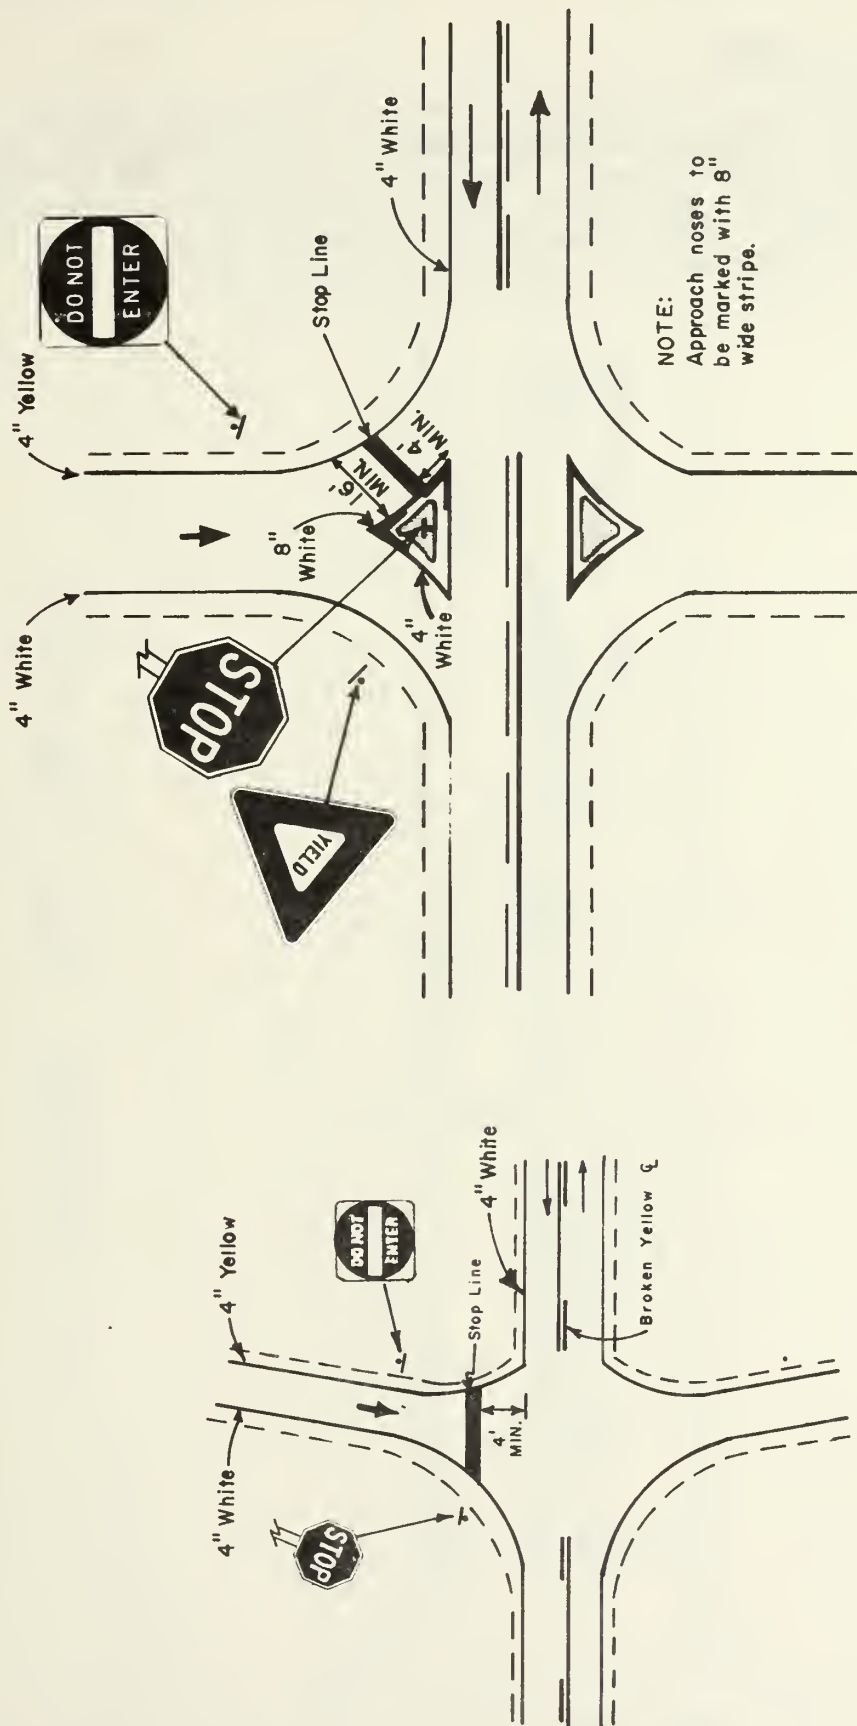 4" White
4" Yellow
DO NOT
ENTER
STOP
YIELD
Stop Line
4" White
8"
White
16'
MIN.
4'
MIN.
4"
White
NOTE:
Approach noses to
be marked with 8"
wide stripe.
4" White
4" Yellow
DO NOT
ENTER
STOP
Stop Line
4" White
4'
MIN.
Broken Yellow ℄